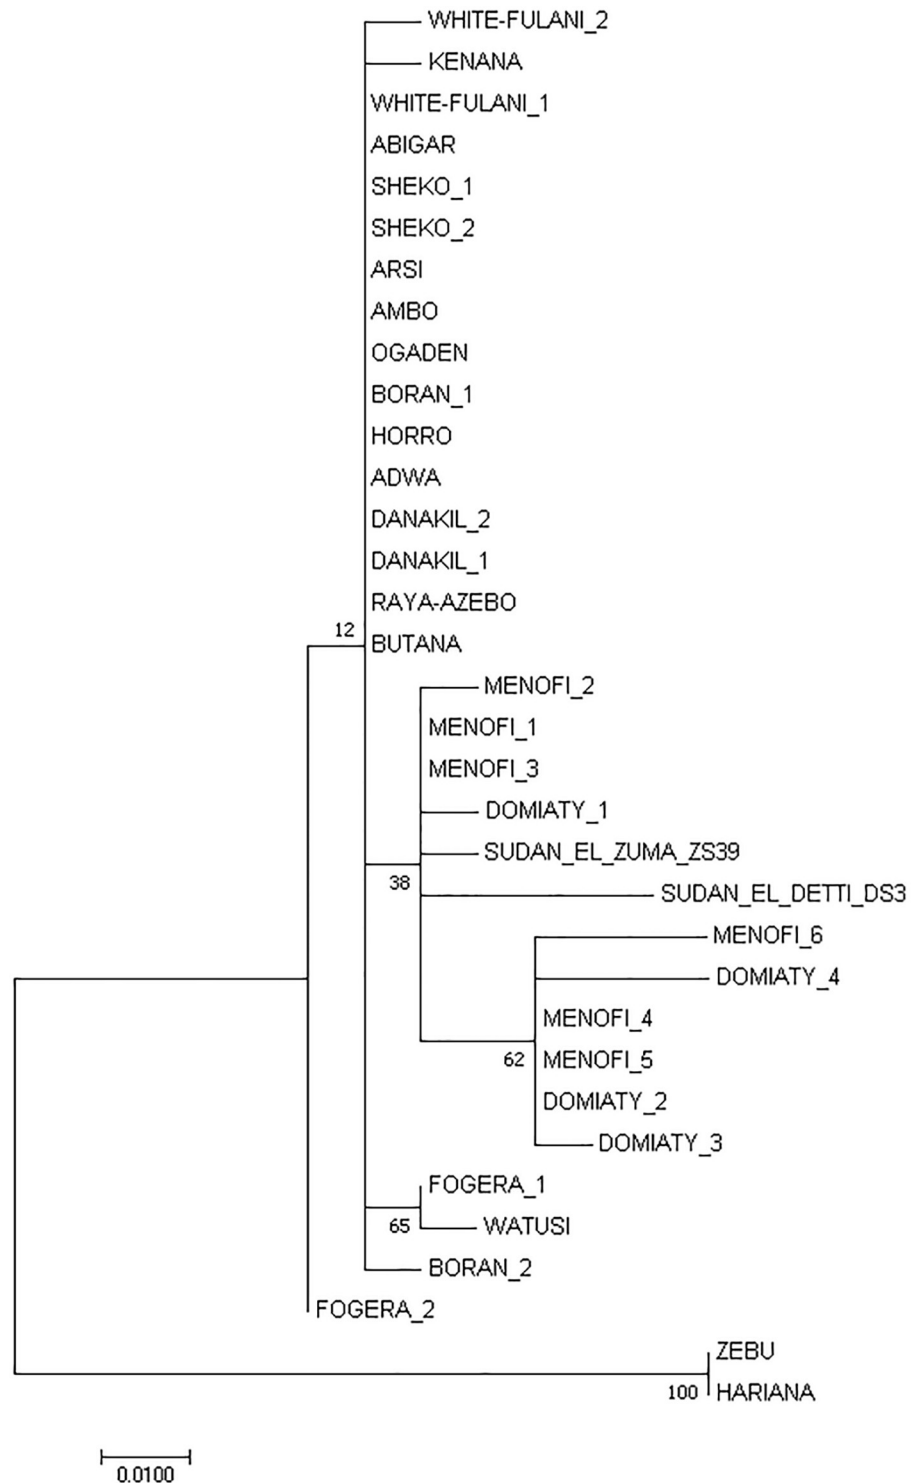 WHITE-FULANI_2
KENANA
WHITE-FULANI_1
ABIGAR
SHEKO_1
SHEKO_2
ARSI
AMBO
OGADEN
BORAN_1
HORRO
ADWA
DANAKIL_2
DANAKIL_1
RAYA-AZEBO
12
BUTANA
MENOFI_2
MENOFI_1
MENOFI_3
DOMIATY_1
SUDAN_EL_ZUMA_ZS39
38
SUDAN_EL_DETTI_DS3
MENOFI_6
DOMIATY_4
MENOFI_4
62
MENOFI_5
DOMIATY_2
DOMIATY_3
FOGERA_1
65
WATUSI
BORAN_2
FOGERA_2
ZEBU
100
HARIANA
0.0100